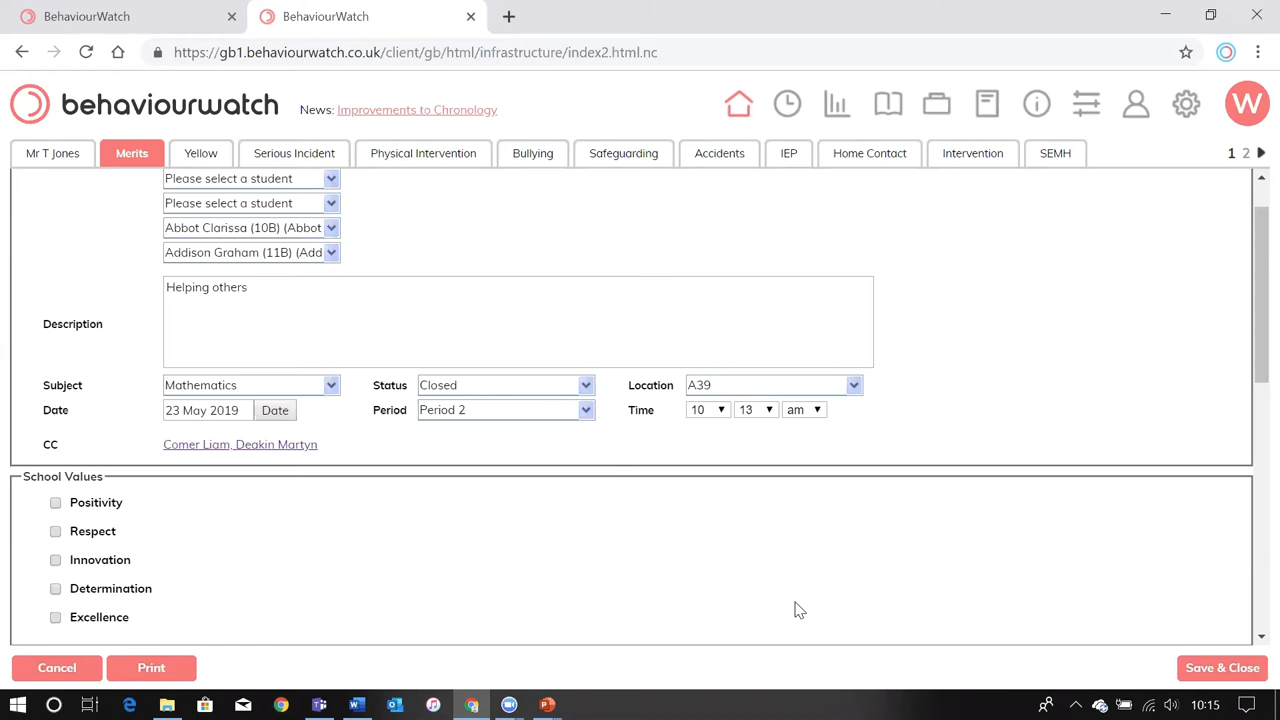 BehaviourWatch
BehaviourWatch
https://gb1.behaviourwatch.co.uk/client/gb/html/infrastructure/index2.html.nc
behaviourwatch
News: Improvements to Chronology
W
Mr T Jones
Merits
Yellow
Serious Incident
Physical Intervention
Bullying
Safeguarding
Accidents
IEP
Home Contact
Intervention
SEMH
1 2
Please select a student
Please select a student
Abbot Clarissa (10B) (Abbot
Addison Graham (11B) (Add
Description Helping others
Subject Mathematics Status Closed Location A39
Date 23 May 2019 Date Period Period 2 Time 10 13 am
CC Comer Liam, Deakin Martyn
School Values
Positivity
Respect
Innovation
Determination
Excellence
Cancel Print Save & Close
10:15